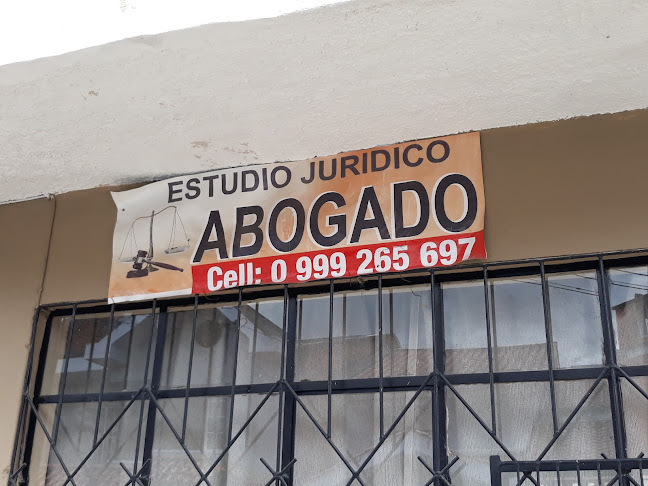 ESTUDIO JURIDICO
ABOGADO
Cell: 0 999 265 697